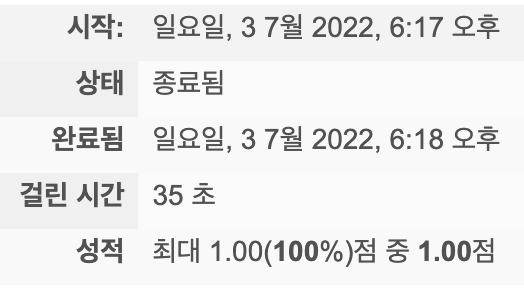 시작: 일요일, 3 7월 2022, 6:17 오후
상태 종료됨
완료됨 일요일, 3 7월 2022, 6:18 오후
걸린 시간 35 초
성적 최대 1.00(100%)점 중 1.00점